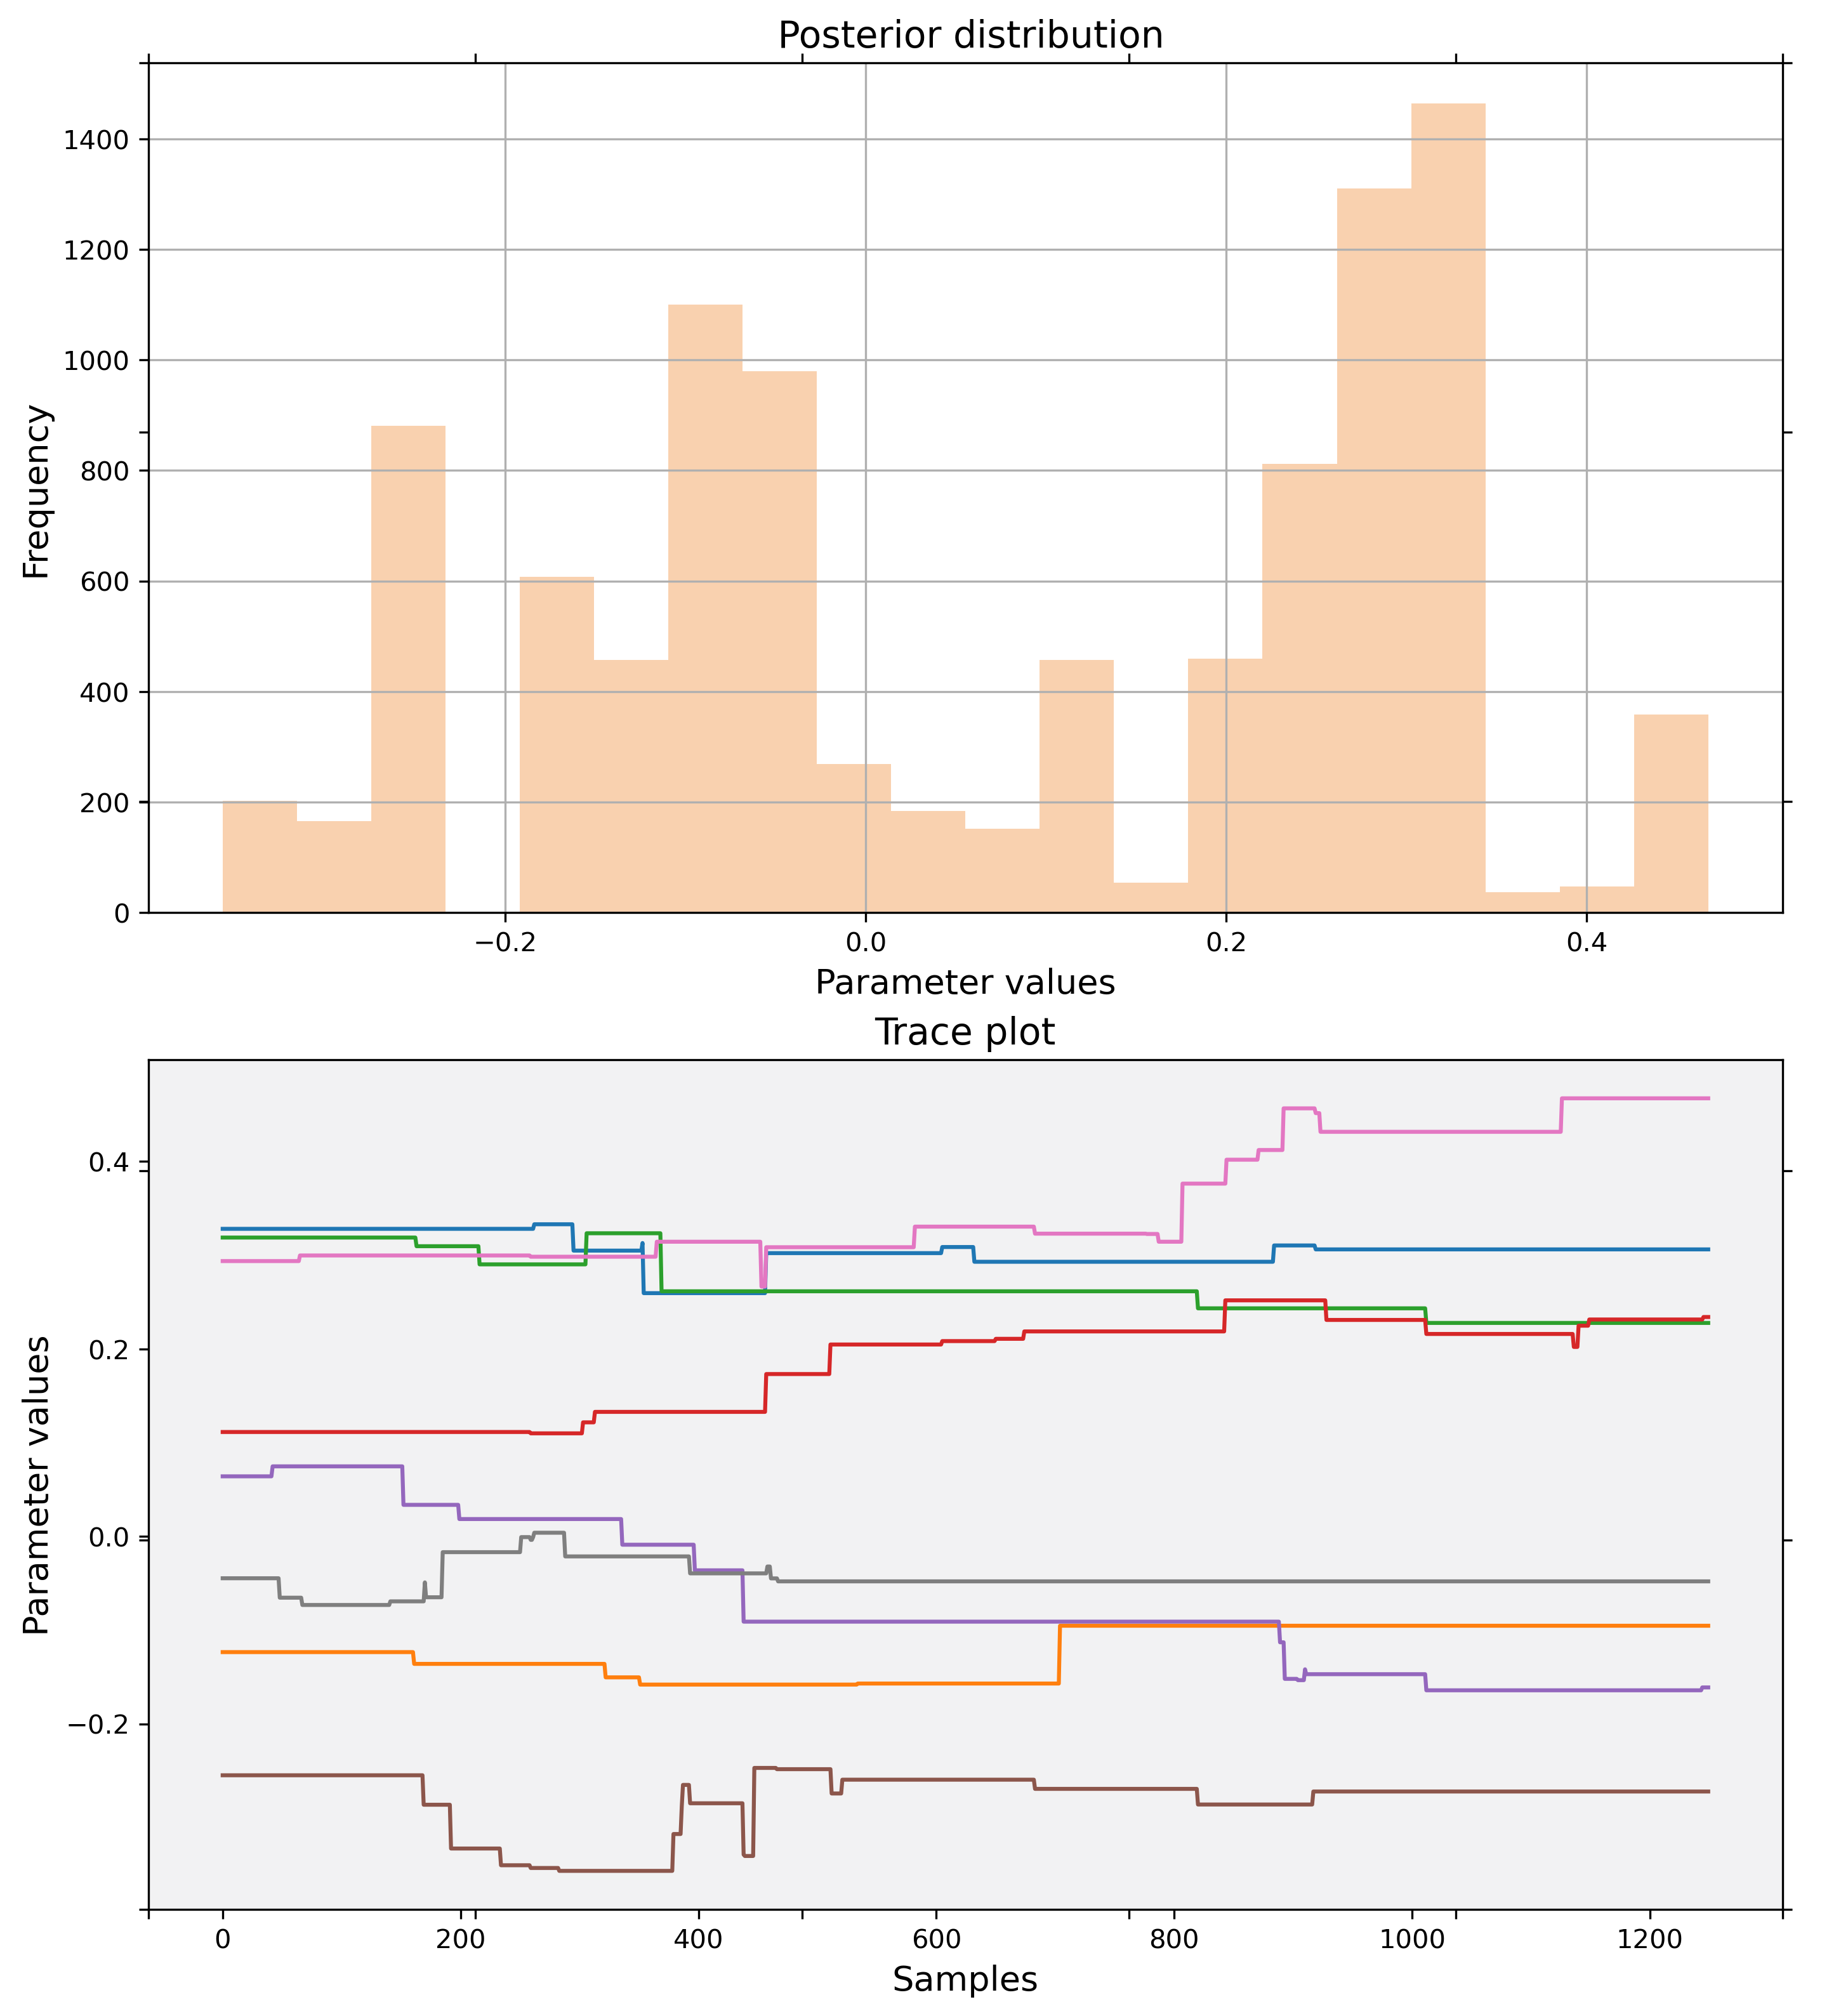 Posterior distribution
1400
1200
1000
800
600
400
200
0
Frequency
−0.2 0.0 0.2 0.4
Parameter values
Trace plot
0.4
0.2
0.0
−0.2
Parameter values
0 200 400 600 800 1000 1200
Samples